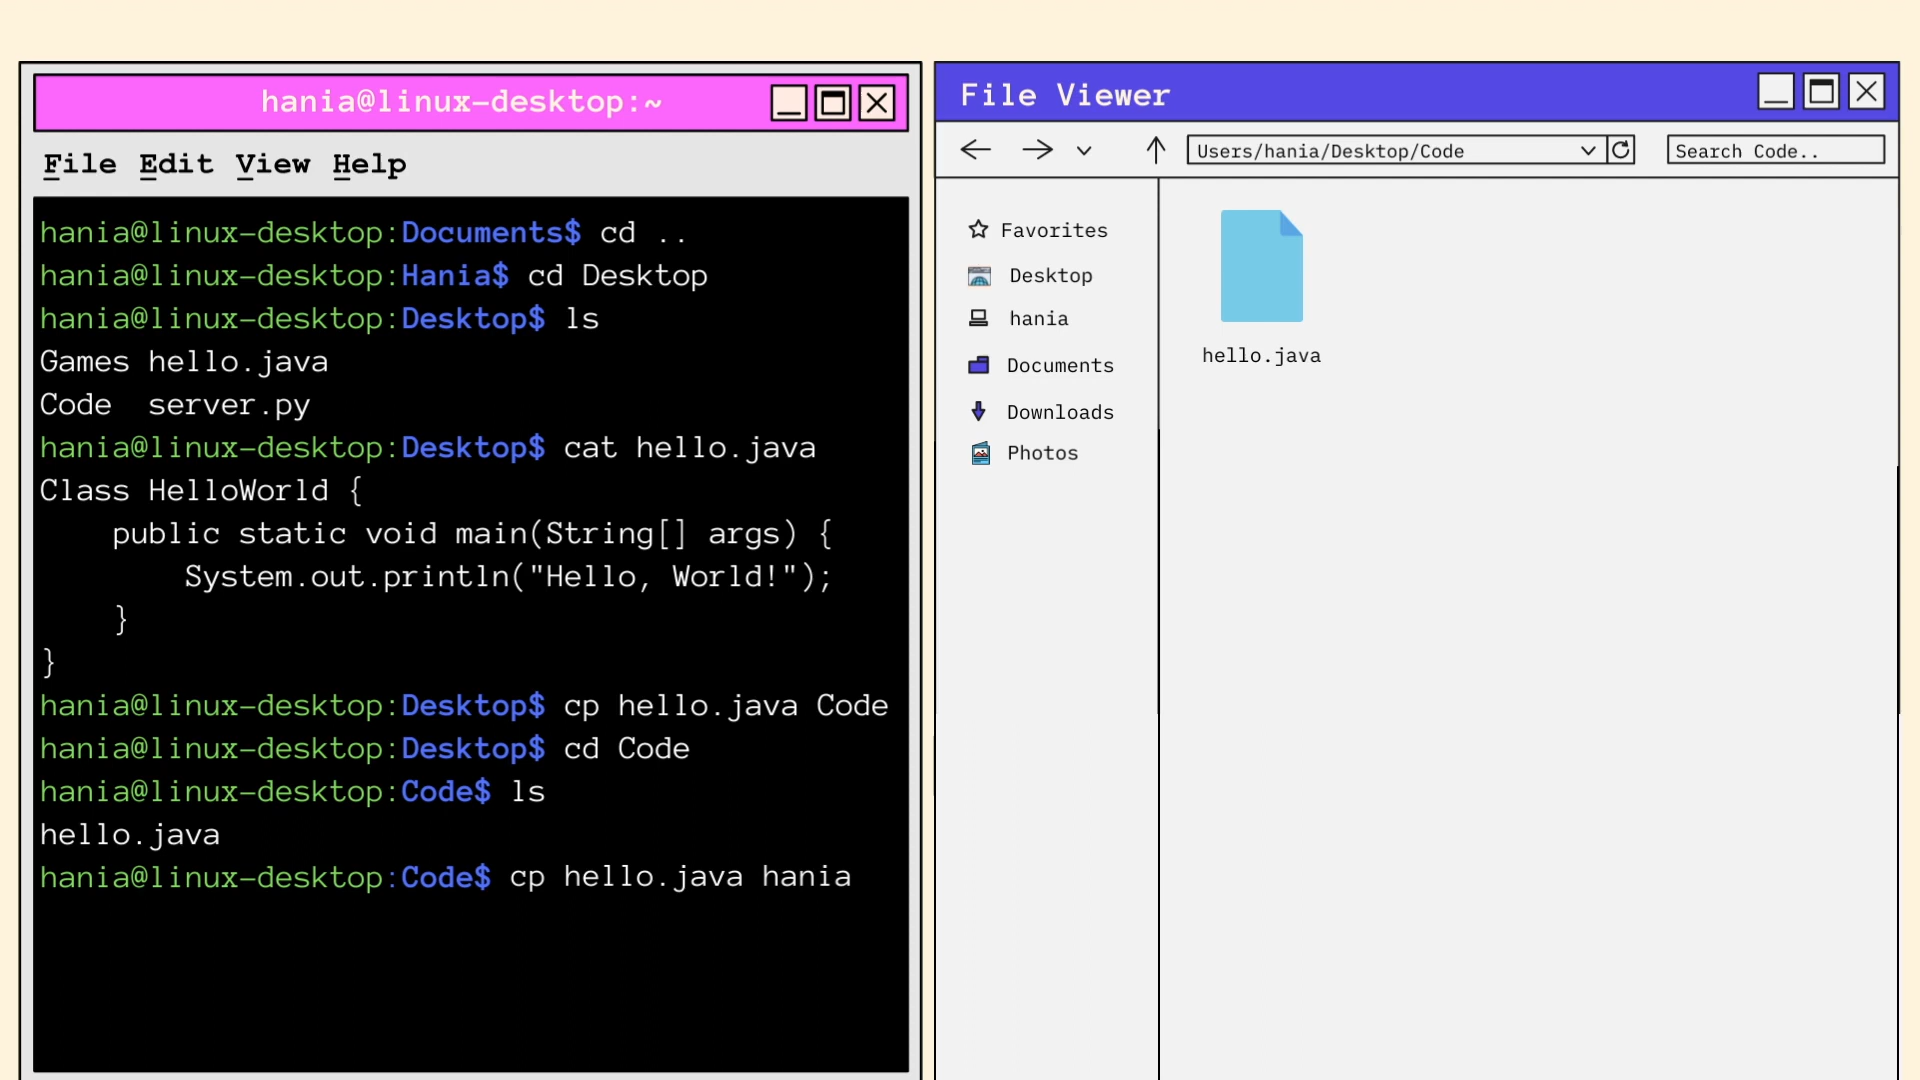 hania@linux-desktop:~
File Edit View Help
hania@linux-desktop:Documents$ cd ..
hania@linux-desktop:Hania$ cd Desktop
hania@linux-desktop:Desktop$ ls
Games hello.java
Code  server.py
hania@linux-desktop:Desktop$ cat hello.java
Class HelloWorld {
    public static void main(String[] args) {
        System.out.println("Hello, World!");
    }
}
hania@linux-desktop:Desktop$ cp hello.java Code
hania@linux-desktop:Desktop$ cd Code
hania@linux-desktop:Code$ ls
hello.java
hania@linux-desktop:Code$ cp hello.java hania
File Viewer
Users/hania/Desktop/Code
Search Code..
Favorites
Desktop
hania
Documents
Downloads
Photos
hello.java